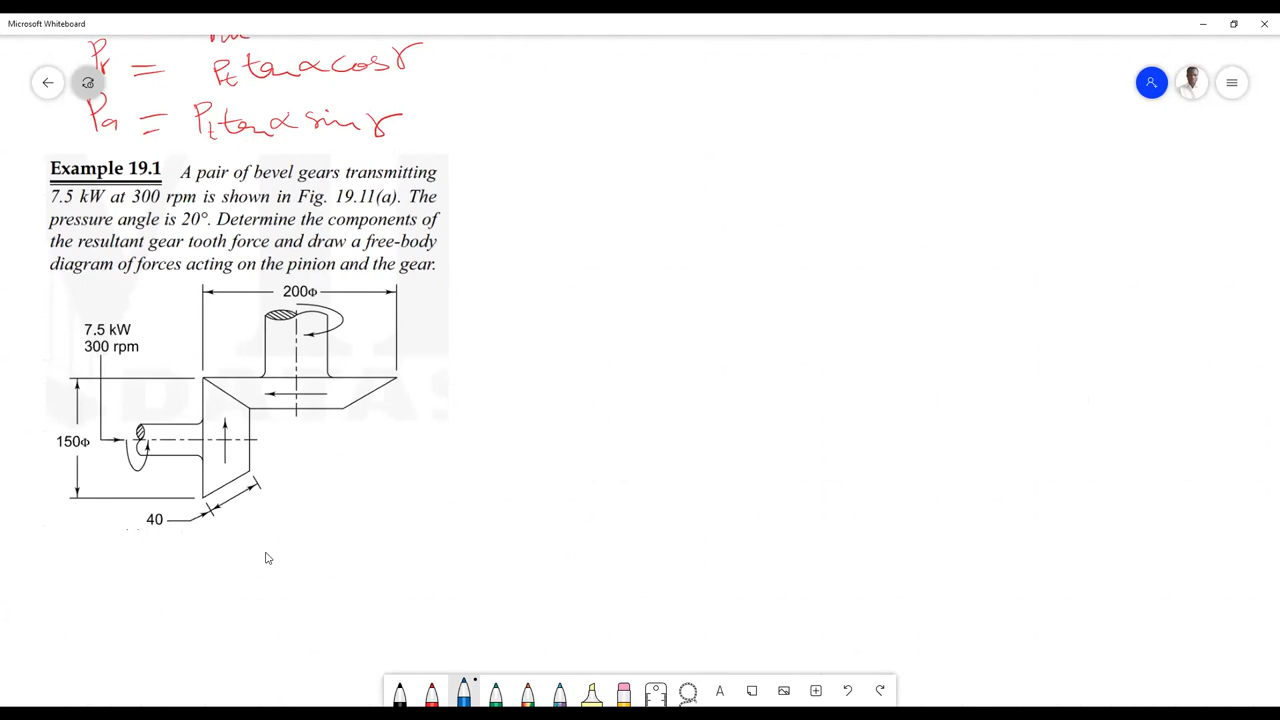 Microsoft Whiteboard
Pr = Pt tan α cos γ
Pa = Pt tan α sin γ
Example 19.1 A pair of bevel gears transmitting
7.5 kW at 300 rpm is shown in Fig. 19.11(a). The
pressure angle is 20°. Determine the components of
the resultant gear tooth force and draw a free-body
diagram of forces acting on the pinion and the gear.
200Φ
7.5 kW
300 rpm
150Φ
40
A